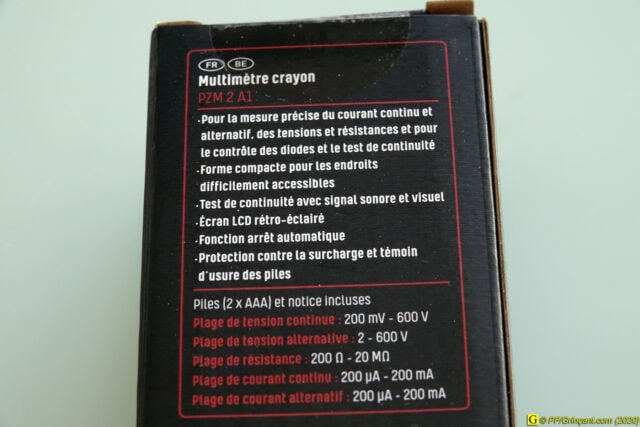 FR BE
Multimètre crayon
PZM 2 A1
·Pour la mesure précise du courant continu et
alternatif, des tensions et résistances et pour
le contrôle des diodes et le test de continuité
·Forme compacte pour les endroits
difficilement accessibles
·Test de continuité avec signal sonore et visuel
·Écran LCD rétro-éclairé
·Fonction arrêt automatique
·Protection contre la surcharge et témoin
d'usure des piles
Piles (2 x AAA) et notice incluses
Plage de tension continue : 200 mV - 600 V
Plage de tension alternative : 2 - 600 V
Plage de résistance : 200 Ω - 20 MΩ
Plage de courant continu : 200 µA - 200 mA
Plage de courant alternatif : 200 µA - 200 mA
G © PF/Grinçant.com (2020)